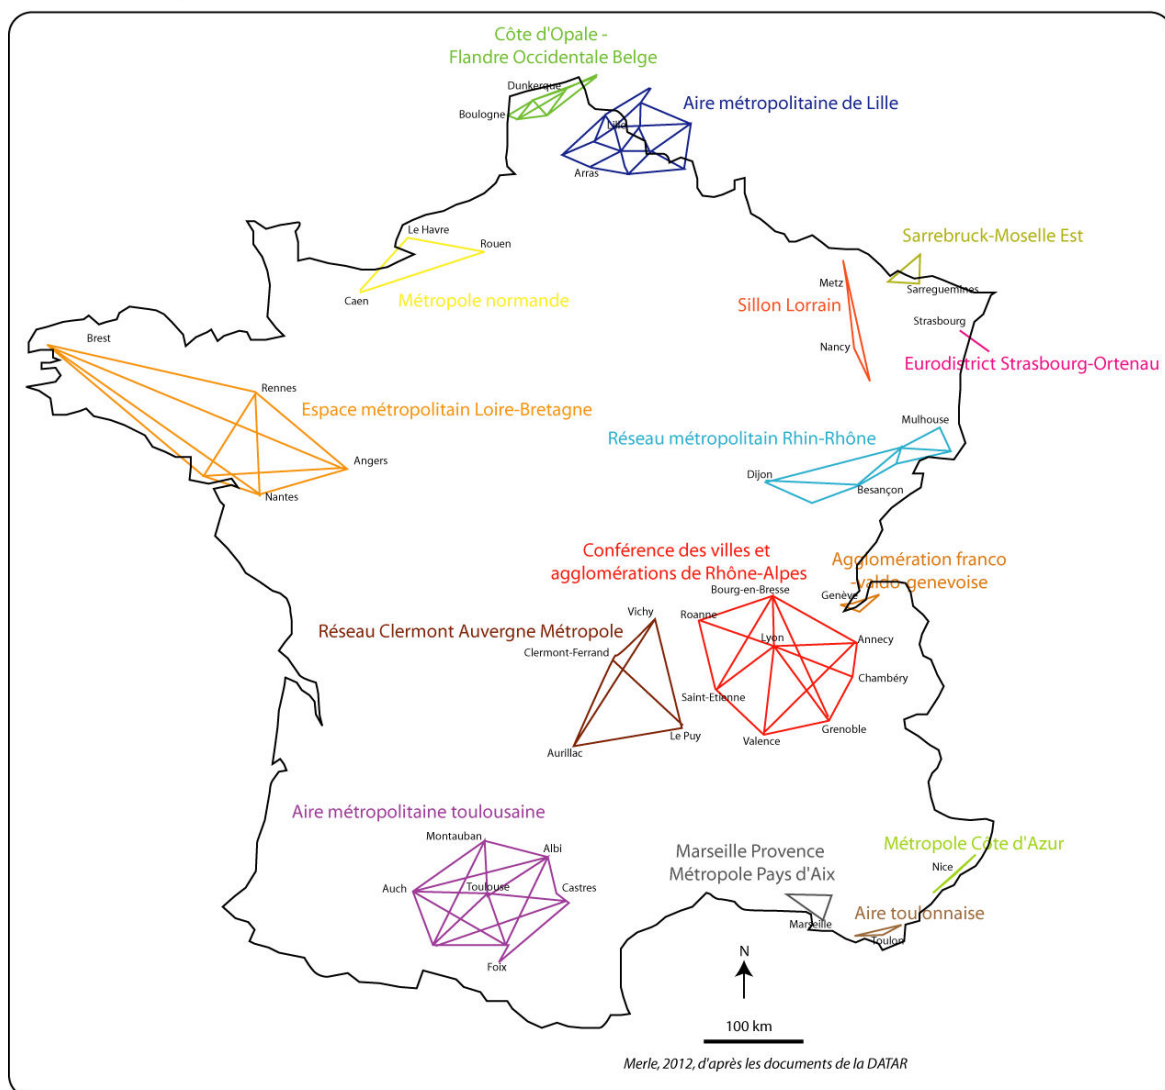 Côte d'Opale -
Flandre Occidentale Belge
Dunkerque
Boulogne
Aire métropolitaine de Lille
Lille
Arras
Le Havre
Rouen
Caen
Métropole normande
Sarrebruck-Moselle Est
Metz
Sarreguemines
Sillon Lorrain
Strasbourg
Nancy
Eurodistrict Strasbourg-Ortenau
Brest
Rennes
Espace métropolitain Loire-Bretagne
Angers
Nantes
Mulhouse
Réseau métropolitain Rhin-Rhône
Dijon
Besançon
Conférence des villes et
agglomérations de Rhône-Alpes
Agglomération franco
-valdo-genevoise
Genève
Bourg-en-Bresse
Vichy
Roanne
Réseau Clermont Auvergne Métropole
Lyon
Annecy
Clermont-Ferrand
Chambéry
Saint-Etienne
Grenoble
Le Puy
Valence
Aurillac
Aire métropolitaine toulousaine
Montauban
Albi
Auch
Toulouse
Castres
Foix
Marseille Provence
Métropole Pays d'Aix
Marseille
Métropole Côte d'Azur
Nice
Aire toulonnaise
Toulon
N
100 km
Merle, 2012, d'après les documents de la DATAR